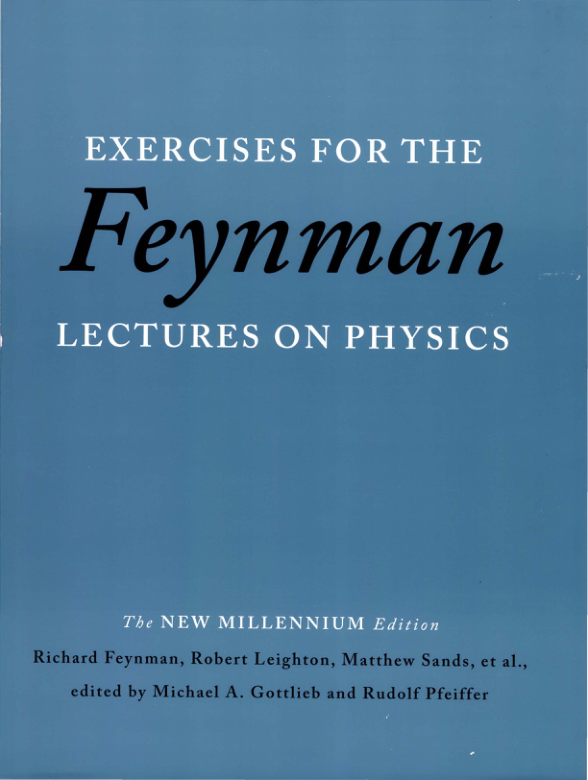 EXERCISES FOR THE
Feynman
LECTURES ON PHYSICS
The NEW MILLENNIUM Edition
Richard Feynman, Robert Leighton, Matthew Sands, et al.,
edited by Michael A. Gottlieb and Rudolf Pfeiffer